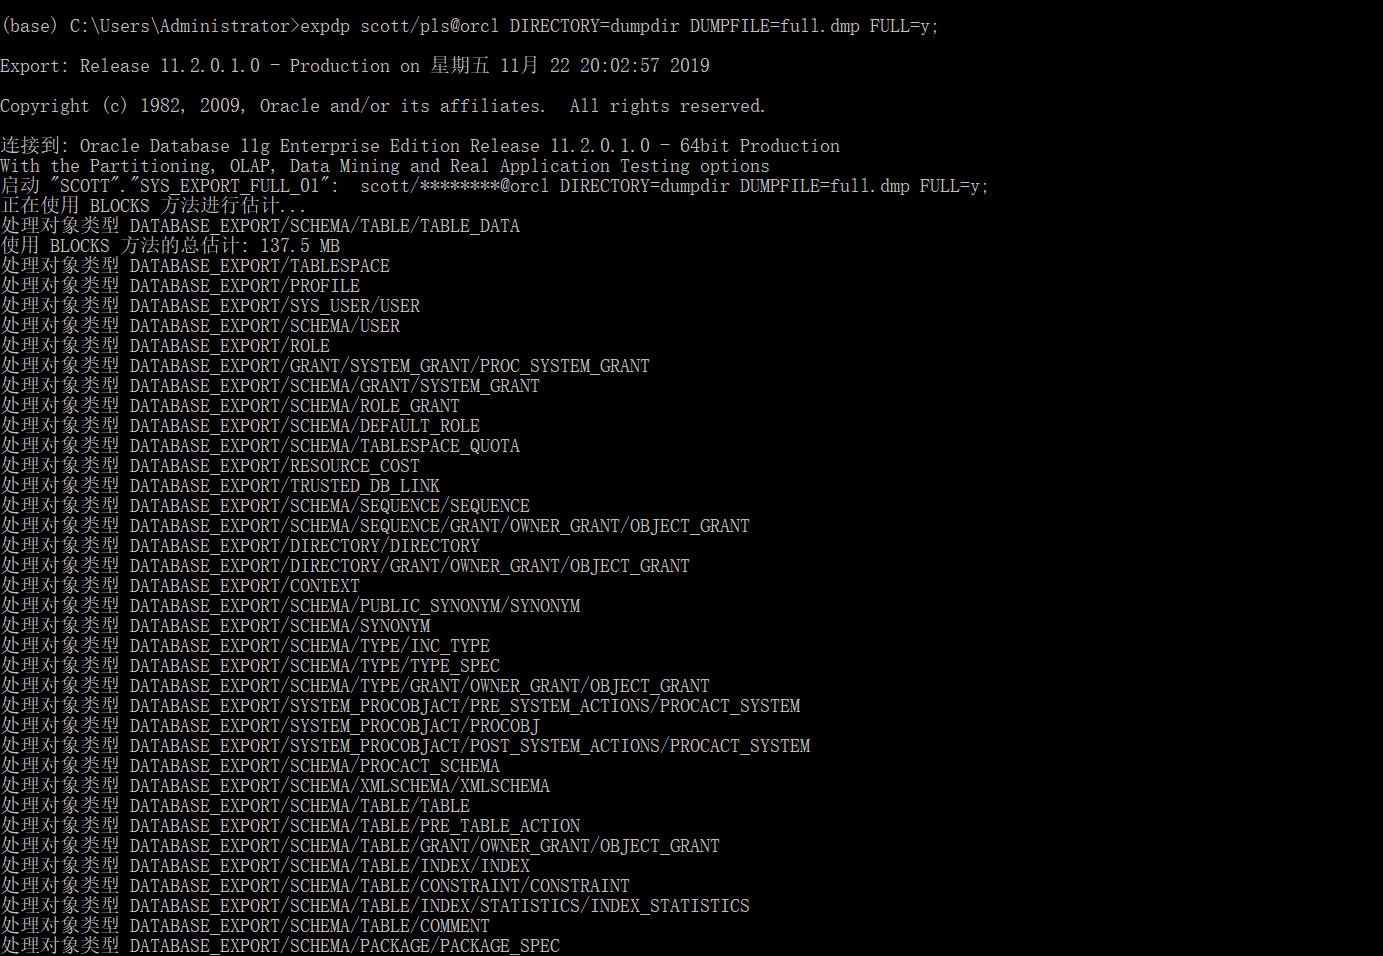 (base) C:\Users\Administrator>expdp scott/pls@orcl DIRECTORY=dumpdir DUMPFILE=full.dmp FULL=y;
Export: Release 11.2.0.1.0 - Production on 星期五 11月 22 20:02:57 2019
Copyright (c) 1982, 2009, Oracle and/or its affiliates.  All rights reserved.
连接到: Oracle Database 11g Enterprise Edition Release 11.2.0.1.0 - 64bit Production
With the Partitioning, OLAP, Data Mining and Real Application Testing options
启动 "SCOTT"."SYS_EXPORT_FULL_01":  scott/********@orcl DIRECTORY=dumpdir DUMPFILE=full.dmp FULL=y;
正在使用 BLOCKS 方法进行估计...
处理对象类型 DATABASE_EXPORT/SCHEMA/TABLE/TABLE_DATA
使用 BLOCKS 方法的总估计: 137.5 MB
处理对象类型 DATABASE_EXPORT/TABLESPACE
处理对象类型 DATABASE_EXPORT/PROFILE
处理对象类型 DATABASE_EXPORT/SYS_USER/USER
处理对象类型 DATABASE_EXPORT/SCHEMA/USER
处理对象类型 DATABASE_EXPORT/ROLE
处理对象类型 DATABASE_EXPORT/GRANT/SYSTEM_GRANT/PROC_SYSTEM_GRANT
处理对象类型 DATABASE_EXPORT/SCHEMA/GRANT/SYSTEM_GRANT
处理对象类型 DATABASE_EXPORT/SCHEMA/ROLE_GRANT
处理对象类型 DATABASE_EXPORT/SCHEMA/DEFAULT_ROLE
处理对象类型 DATABASE_EXPORT/SCHEMA/TABLESPACE_QUOTA
处理对象类型 DATABASE_EXPORT/RESOURCE_COST
处理对象类型 DATABASE_EXPORT/TRUSTED_DB_LINK
处理对象类型 DATABASE_EXPORT/SCHEMA/SEQUENCE/SEQUENCE
处理对象类型 DATABASE_EXPORT/SCHEMA/SEQUENCE/GRANT/OWNER_GRANT/OBJECT_GRANT
处理对象类型 DATABASE_EXPORT/DIRECTORY/DIRECTORY
处理对象类型 DATABASE_EXPORT/DIRECTORY/GRANT/OWNER_GRANT/OBJECT_GRANT
处理对象类型 DATABASE_EXPORT/CONTEXT
处理对象类型 DATABASE_EXPORT/SCHEMA/PUBLIC_SYNONYM/SYNONYM
处理对象类型 DATABASE_EXPORT/SCHEMA/SYNONYM
处理对象类型 DATABASE_EXPORT/SCHEMA/TYPE/INC_TYPE
处理对象类型 DATABASE_EXPORT/SCHEMA/TYPE/TYPE_SPEC
处理对象类型 DATABASE_EXPORT/SCHEMA/TYPE/GRANT/OWNER_GRANT/OBJECT_GRANT
处理对象类型 DATABASE_EXPORT/SYSTEM_PROCOBJACT/PRE_SYSTEM_ACTIONS/PROCACT_SYSTEM
处理对象类型 DATABASE_EXPORT/SYSTEM_PROCOBJACT/PROCOBJ
处理对象类型 DATABASE_EXPORT/SYSTEM_PROCOBJACT/POST_SYSTEM_ACTIONS/PROCACT_SYSTEM
处理对象类型 DATABASE_EXPORT/SCHEMA/PROCACT_SCHEMA
处理对象类型 DATABASE_EXPORT/SCHEMA/XMLSCHEMA/XMLSCHEMA
处理对象类型 DATABASE_EXPORT/SCHEMA/TABLE/TABLE
处理对象类型 DATABASE_EXPORT/SCHEMA/TABLE/PRE_TABLE_ACTION
处理对象类型 DATABASE_EXPORT/SCHEMA/TABLE/GRANT/OWNER_GRANT/OBJECT_GRANT
处理对象类型 DATABASE_EXPORT/SCHEMA/TABLE/INDEX/INDEX
处理对象类型 DATABASE_EXPORT/SCHEMA/TABLE/CONSTRAINT/CONSTRAINT
处理对象类型 DATABASE_EXPORT/SCHEMA/TABLE/INDEX/STATISTICS/INDEX_STATISTICS
处理对象类型 DATABASE_EXPORT/SCHEMA/TABLE/COMMENT
处理对象类型 DATABASE_EXPORT/SCHEMA/PACKAGE/PACKAGE_SPEC